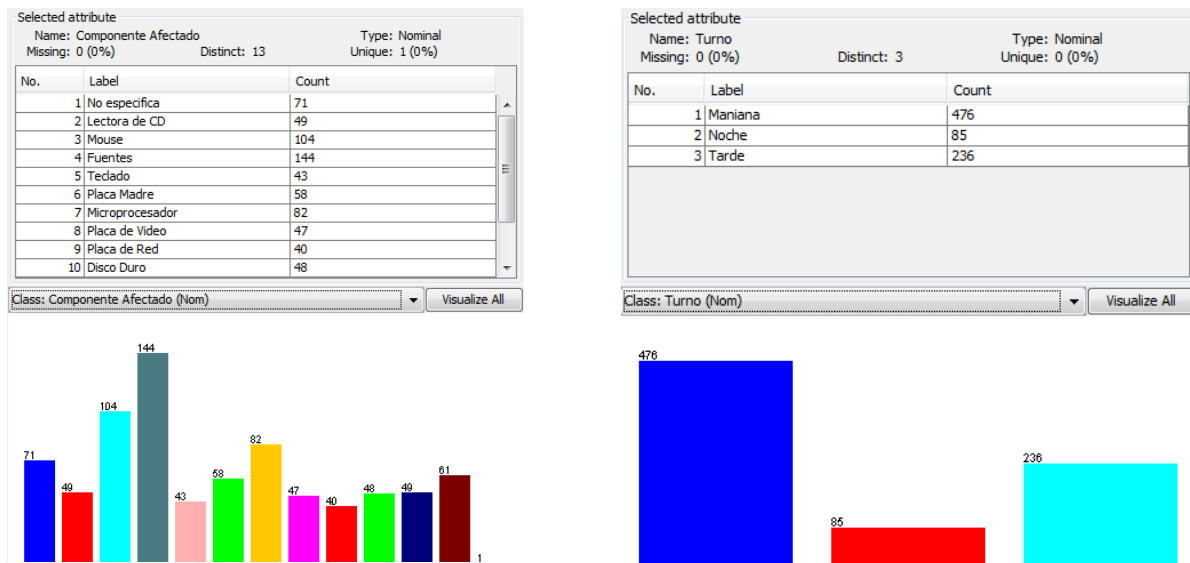 Selected attribute
Name: Componente Afectado Type: Nominal
Missing: 0 (0%) Distinct: 13 Unique: 1 (0%)
No. Label Count
1 No especifica 71
2 Lectora de CD 49
3 Mouse 104
4 Fuentes 144
5 Teclado 43
6 Placa Madre 58
7 Microprocesador 82
8 Placa de Video 47
9 Placa de Red 40
10 Disco Duro 48
Class: Componente Afectado (Nom) Visualize All
144
104
82
71
61
58
49 43 47 40 48 49
1
Selected attribute
Name: Turno Type: Nominal
Missing: 0 (0%) Distinct: 3 Unique: 0 (0%)
No. Label Count
1 Maniana 476
2 Noche 85
3 Tarde 236
Class: Turno (Nom) Visualize All
476
236
85